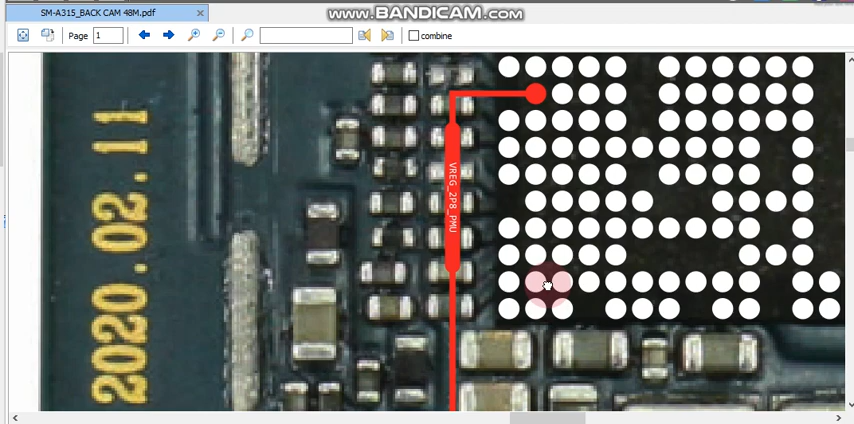 www.BANDICAM.com
SM-A315_BACK CAM 48M.pdf
Page 1
combine
2020.02.11
VREG_2P8_PMU